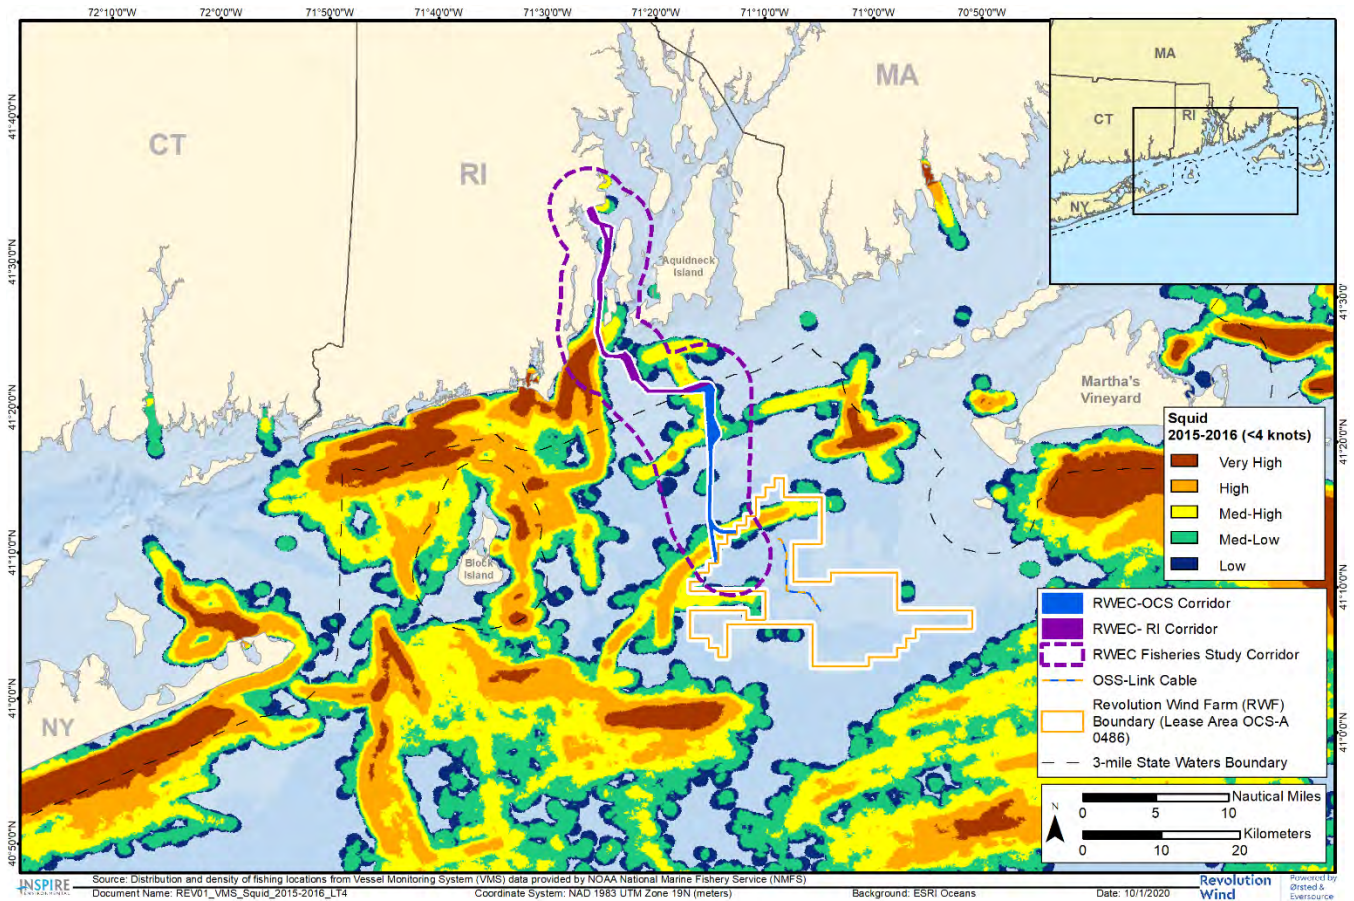 72°10'0"W 72°0'0"W 71°50'0"W 71°40'0"W 71°30'0"W 71°20'0"W 71°10'0"W 71°0'0"W 70°50'0"W
41°40'0"N
41°30'0"N
41°20'0"N
41°10'0"N
41°0'0"N
40°50'0"N
CT
RI
MA
NY
Aquidneck
Island
Block
Island
Martha's
Vineyard
MA
CT
RI
NY
41°30'0"
41°20'0"N
41°10'0"N
41°0'0"N
Squid
2015-2016 (<4 knots)
Very High
High
Med-High
Med-Low
Low
RWEC-OCS Corridor
RWEC- RI Corridor
RWEC Fisheries Study Corridor
OSS-Link Cable
Revolution Wind Farm (RWF)
Boundary (Lease Area OCS-A
0486)
3-mile State Waters Boundary
N
Nautical Miles
0 5 10
Kilometers
0 10 20
INSPIRE
Source: Distribution and density of fishing locations from Vessel Monitoring System (VMS) data provided by NOAA National Marine Fishery Service (NMFS)
Document Name: REV01_VMS_Squid_2015-2016_LT4 Coordinate System: NAD 1983 UTM Zone 19N (meters) Background: ESRI Oceans Date: 10/1/2020
Revolution
Wind
Powered by
Ørsted &
Eversource